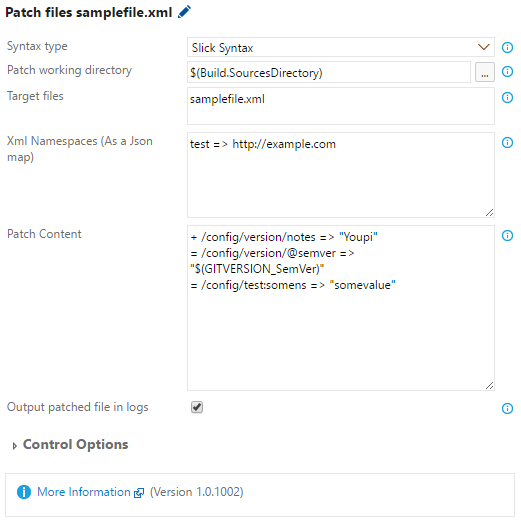 Patch files samplefile.xml
Syntax type
Slick Syntax
Patch working directory
$(Build.SourcesDirectory)
...
Target files
samplefile.xml
Xml Namespaces (As a Json
map)
test => http://example.com
Patch Content
+ /config/version/notes => "Youpi"
= /config/version/@semver =>
"$(GITVERSION_SemVer)"
= /config/test:somens => "somevalue"
Output patched file in logs
Control Options
More Information (Version 1.0.1002)